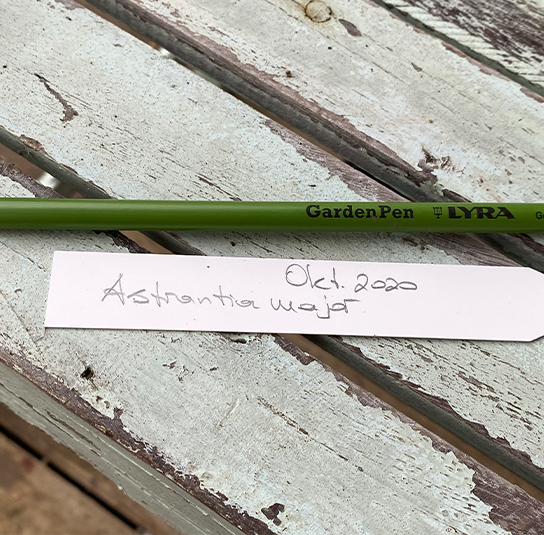 GardenPen LYRA
Okt. 2020
Astrantia major